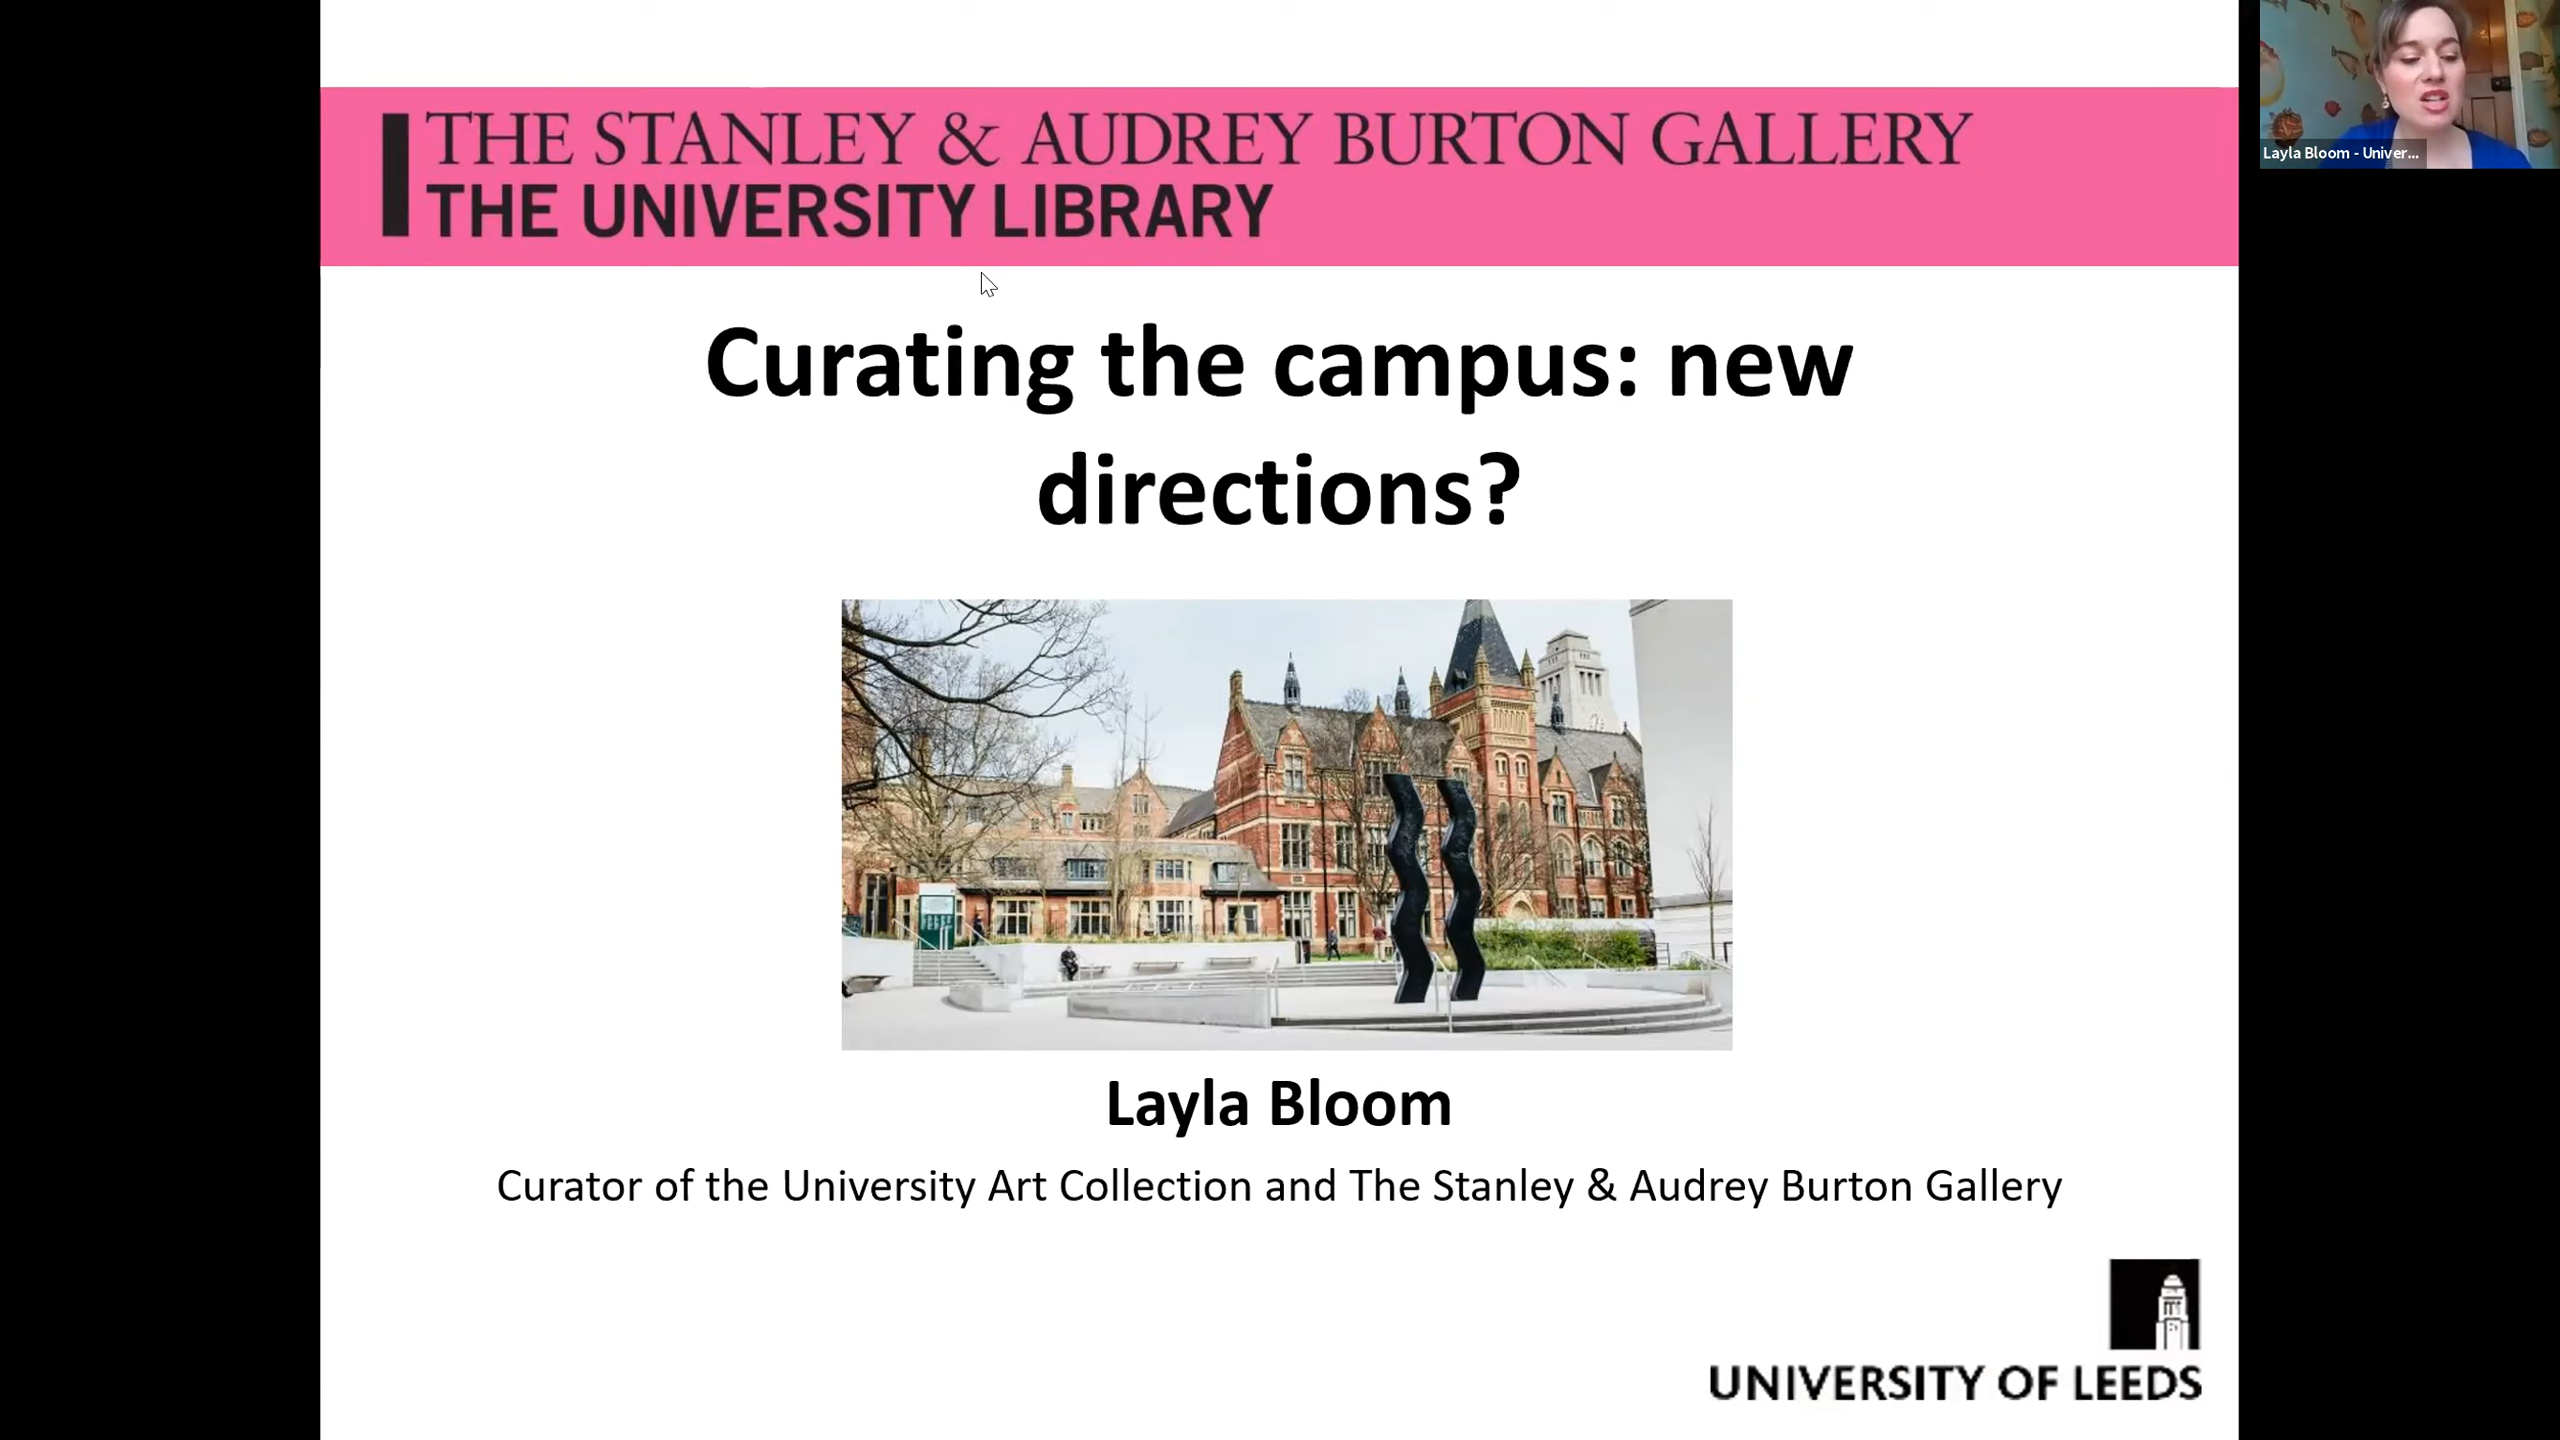 THE STANLEY & AUDREY BURTON GALLERY
THE UNIVERSITY LIBRARY
Layla Bloom - Univer...
Curating the campus: new
directions?
Layla Bloom
Curator of the University Art Collection and The Stanley & Audrey Burton Gallery
UNIVERSITY OF LEEDS